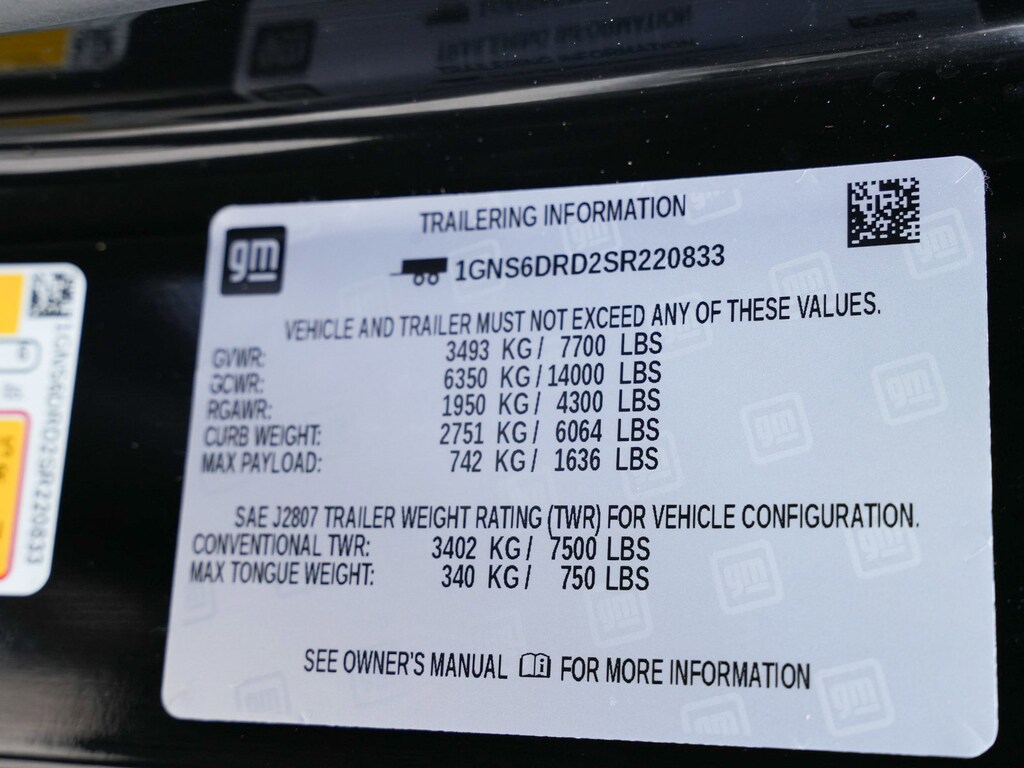 gm
TRAILERING INFORMATION
1GNS6DRD2SR220833
VEHICLE AND TRAILER MUST NOT EXCEED ANY OF THESE VALUES.
GVWR: 3493 KG/ 7700 LBS
GCWR: 6350 KG/14000 LBS
RGAWR: 1950 KG/ 4300 LBS
CURB WEIGHT: 2751 KG/ 6064 LBS
MAX PAYLOAD: 742 KG/ 1636 LBS
SAE J2807 TRAILER WEIGHT RATING (TWR) FOR VEHICLE CONFIGURATION.
CONVENTIONAL TWR: 3402 KG/ 7500 LBS
MAX TONGUE WEIGHT: 340 KG/ 750 LBS
SEE OWNER'S MANUAL FOR MORE INFORMATION
1GNS6DRD2SR220833